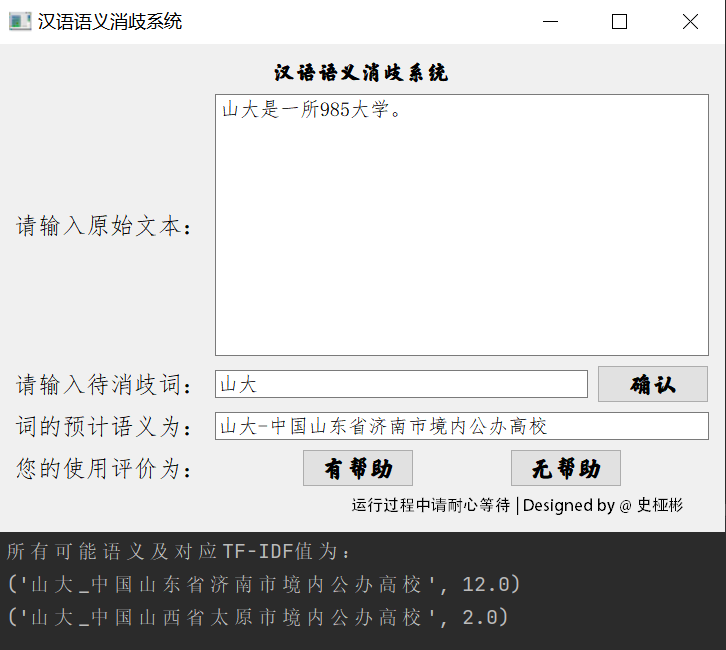 汉语语义消歧系统
汉语语义消歧系统
山大是一所985大学。
请输入原始文本：
请输入待消歧词： 山大 确认
词的预计语义为： 山大-中国山东省济南市境内公办高校
您的使用评价为： 有帮助 无帮助
运行过程中请耐心等待 | Designed by @ 史桠彬
所有可能语义及对应TF-IDF值为：
('山大_中国山东省济南市境内公办高校', 12.0)
('山大_中国山西省太原市境内公办高校', 2.0)